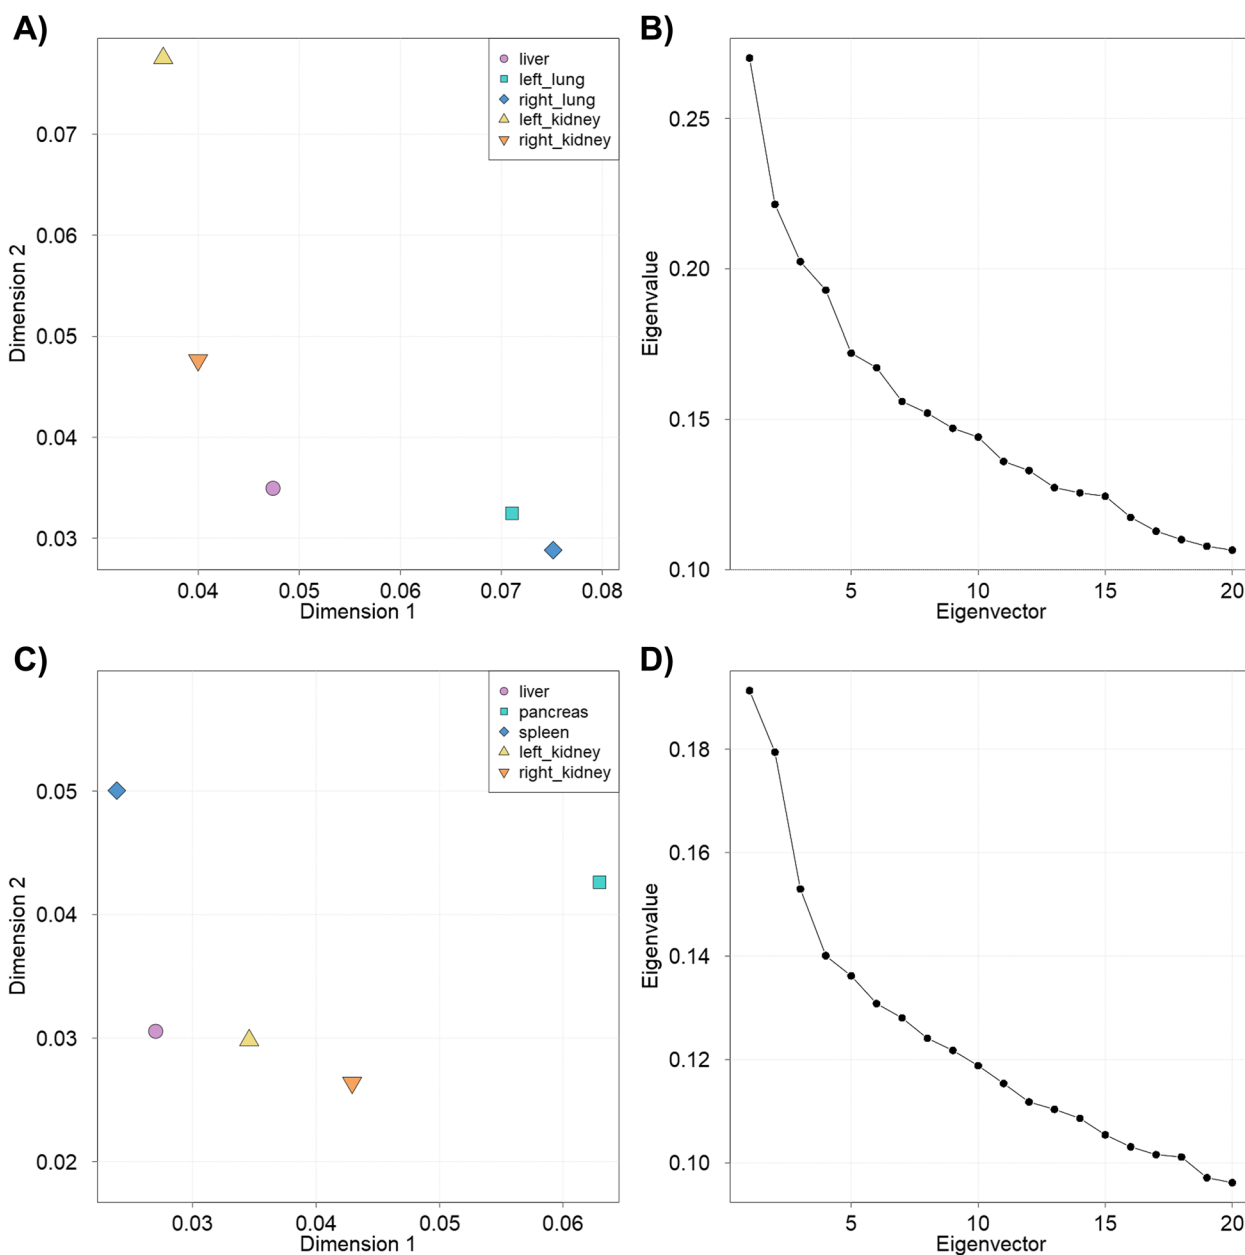 A)
liver
left_lung
right_lung
left_kidney
right_kidney
0.07
0.06
0.05
0.04
0.03
Dimension 2
0.04 0.05 0.06 0.07 0.08
Dimension 1
B)
0.25
0.20
0.15
0.10
Eigenvalue
5 10 15 20
Eigenvector
C)
liver
pancreas
spleen
left_kidney
right_kidney
0.05
0.04
0.03
0.02
Dimension 2
0.03 0.04 0.05 0.06
Dimension 1
D)
0.18
0.16
0.14
0.12
0.10
Eigenvalue
5 10 15 20
Eigenvector